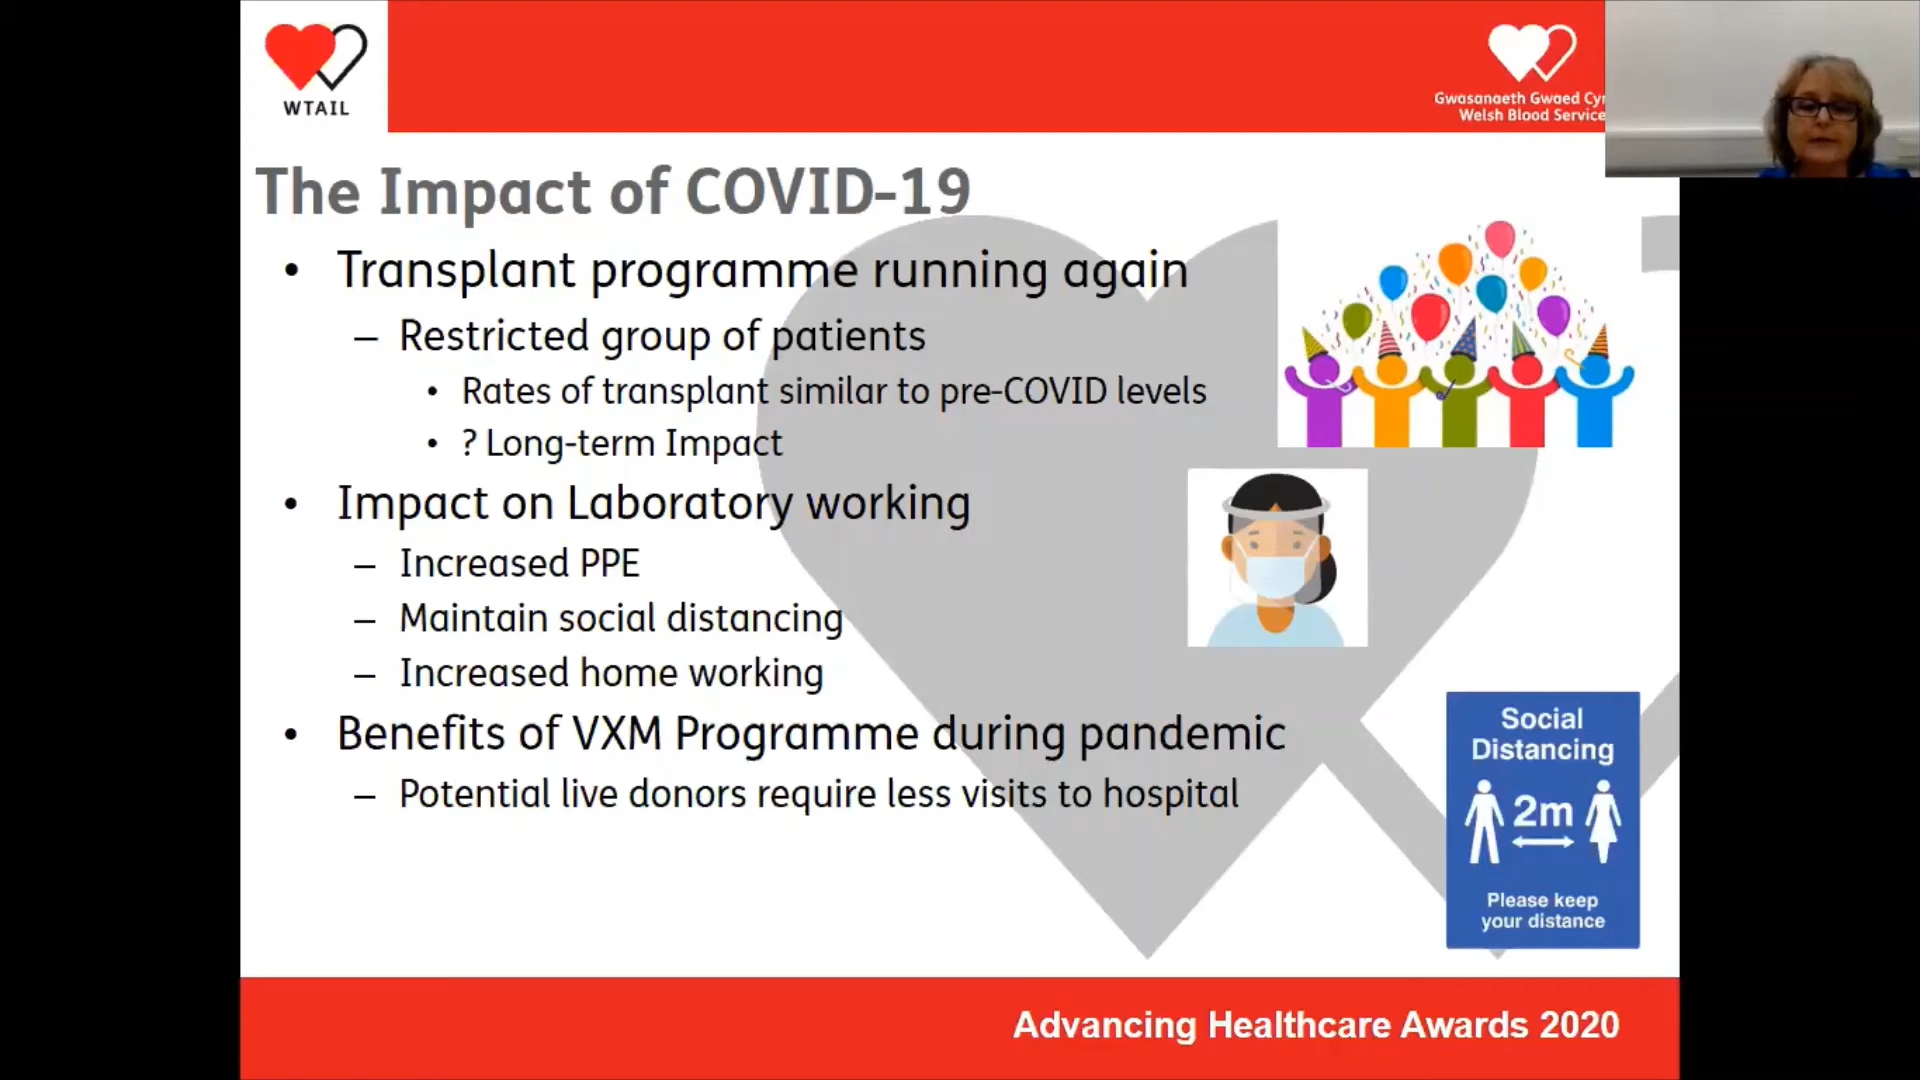 WTAIL
Gwasanaeth Gwaed Cy
Welsh Blood Service
The Impact of COVID-19
• Transplant programme running again
– Restricted group of patients
• Rates of transplant similar to pre-COVID levels
• ? Long-term Impact
• Impact on Laboratory working
– Increased PPE
– Maintain social distancing
– Increased home working
• Benefits of VXM Programme during pandemic
– Potential live donors require less visits to hospital
Social
Distancing
2m
Please keep
your distance
Advancing Healthcare Awards 2020